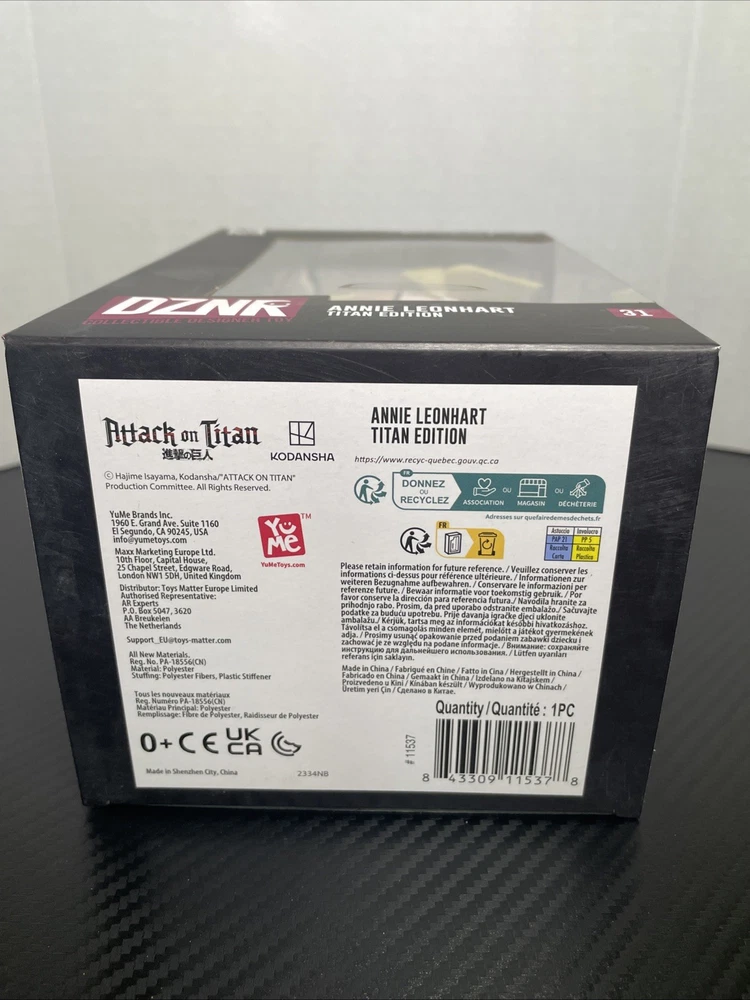 DZNR
COLLECTIBLE DESIGNER TOY
ANNIE LEONHART
TITAN EDITION
31
Attack on Titan
進撃の巨人
KODANSHA
© Hajime Isayama, Kodansha/"ATTACK ON TITAN"
Production Committee. All Rights Reserved.
YuMe Brands Inc.
1960 E. Grand Ave. Suite 1160
El Segundo, CA 90245, USA
info@yumetoys.com
Maxx Marketing Europe Ltd.
10th Floor, Capital House,
25 Chapel Street, Edgware Road,
London NW1 5DH, United Kingdom
YuMe TM
YuMeToys.com
Distributor: Toys Matter Europe Limited
Authorised Representative:
AR Experts
P.O. Box 5047, 3620
AA Breukelen
The Netherlands
Support_EU@toys-matter.com
All New Materials.
Reg. No. PA-18556(CN)
Material: Polyester
Stuffing: Polyester Fibers, Plastic Stiffener
Tous les nouveaux matériaux
Reg. Numéro PA-18556(CN)
Matériau Principal: Polyester
Remplissage: Fibre de Polyester, Raidisseur de Polyester
0+ CE UK
CA
Made in Shenzhen City, China
2334NB
ANNIE LEONHART
TITAN EDITION
https://www.recyc-quebec.gouv.qc.ca
FR
DONNEZ
OU
RECYCLEZ
ASSOCIATION
OU
MAGASIN
OU
DÉCHÈTERIE
Adresses sur quefairedemesdechets.fr
FR
Astuccio Involucro
PAP 21 PP 5
Raccolta Raccolta
Carta Plastica
Please retain information for future reference. / Veuillez conserver les
informations ci-dessus pour référence ultérieure. / Informationen zur
weiteren Bezugnahme aufbewahren. / Conservare le informazioni per
referenze future. / Bewaar informatie voor toekomstig gebruik. / Por
favor conserve la dirección para referencia futura. / Navodila hranite za
prihodnjo rabo. Prosim, da pred uporabo odstranite embalažo. / Sačuvajte
podatke za buduću upotrebu. Prije davanja igračke djeci uklonite
ambalažu. / Kérjük, tartsa meg az információkat későbbi hivatkozáshoz.
Távolítsa el a csomagolás minden elemét, mielőtt a játékot gyermekének
adja. / Prosimy usunąć opakowanie przed podaniem zabawki dziecku i
zachować je ze względu na podane informacje. / Внимание: сохраняйте
инструкцию для дальнейшего использования. / Lütfen uyarıları
referans için saklayın.
Made in China / Fabriqué en Chine / Fatto in Cina / Hergestellt in China /
Fabricado en China / Gemaakt in China / Izdelano na Kitajskem /
Proizvedeno u Kini / Kínában készült / Wyprodukowano w Chinach /
Üretim yeri Çin / Сделано в Китае.
Quantity / Quantité : 1PC
#: 11537
8 43309 11537 8